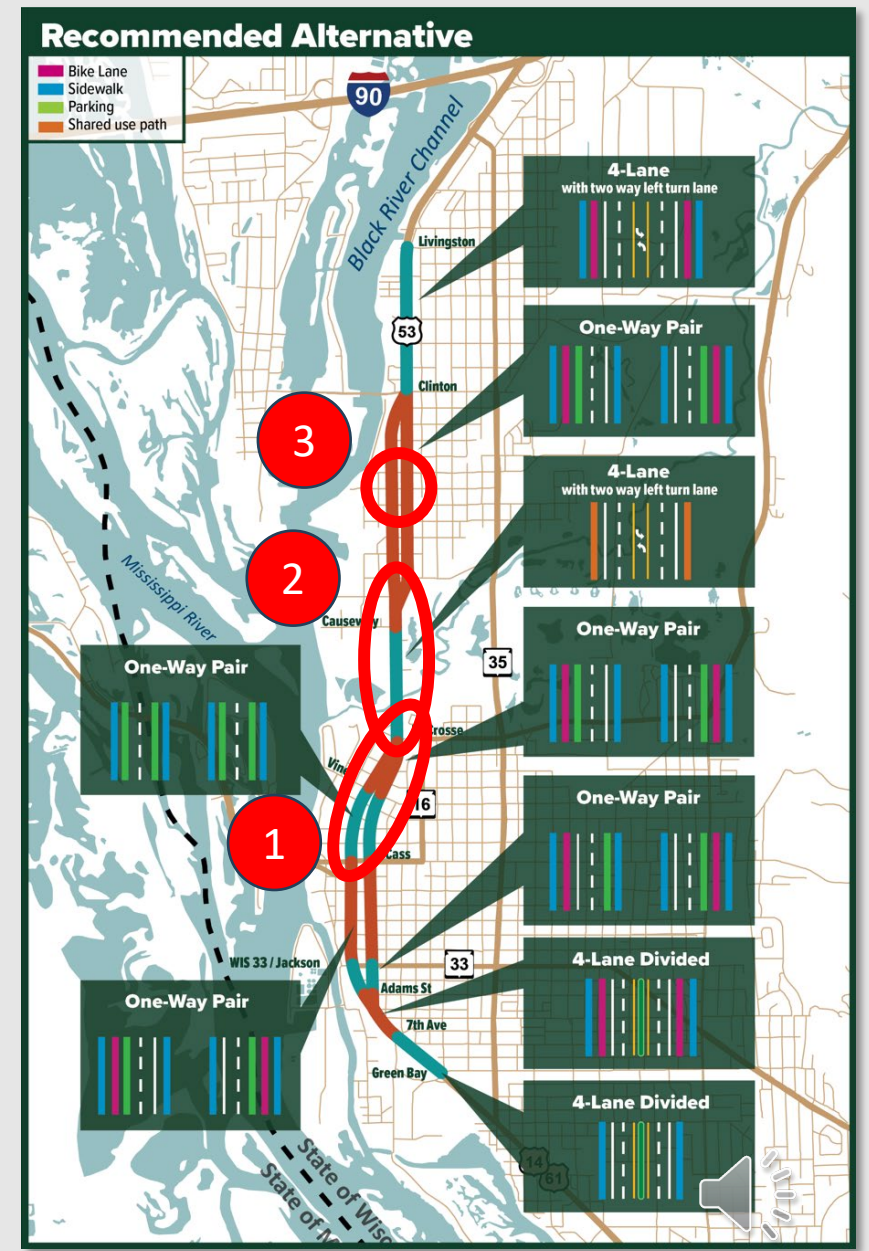 Recommended Alternative
Bike Lane
Sidewalk
Parking
Shared use path
90
Black River Channel
4-Lane
with two way left turn lane
Livingston
53
One-Way Pair
Clinton
3
4-Lane
with two way left turn lane
2
Mississippi River
Causeway
One-Way Pair
35
One-Way Pair
Crosse
Vine
16
One-Way Pair
1
Cass
WIS 33 / Jackson
33
4-Lane Divided
Adams St
One-Way Pair
7th Ave
Green Bay
4-Lane Divided
14
61
State of Wisc
State of M